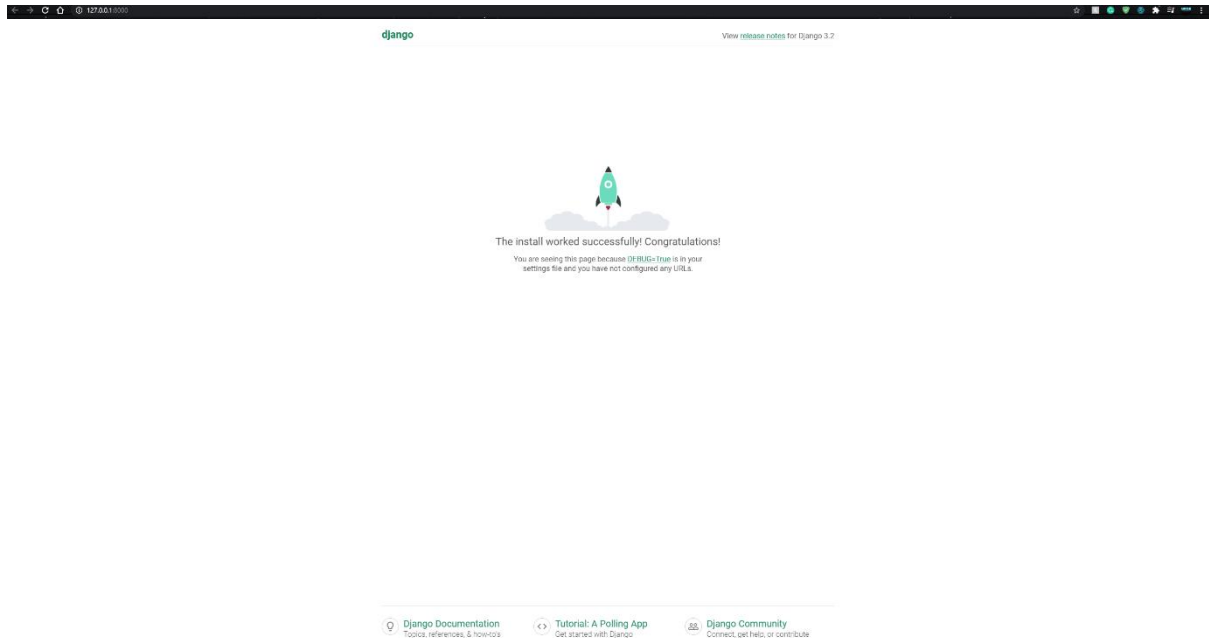 127.0.0.1:8000
django
View release notes for Django 3.2
The install worked successfully! Congratulations!
You are seeing this page because DEBUG=True is in your
settings file and you have not configured any URLs.
Django Documentation
Topics, references, & how-to's
Tutorial: A Polling App
Get started with Django
Django Community
Connect, get help, or contribute